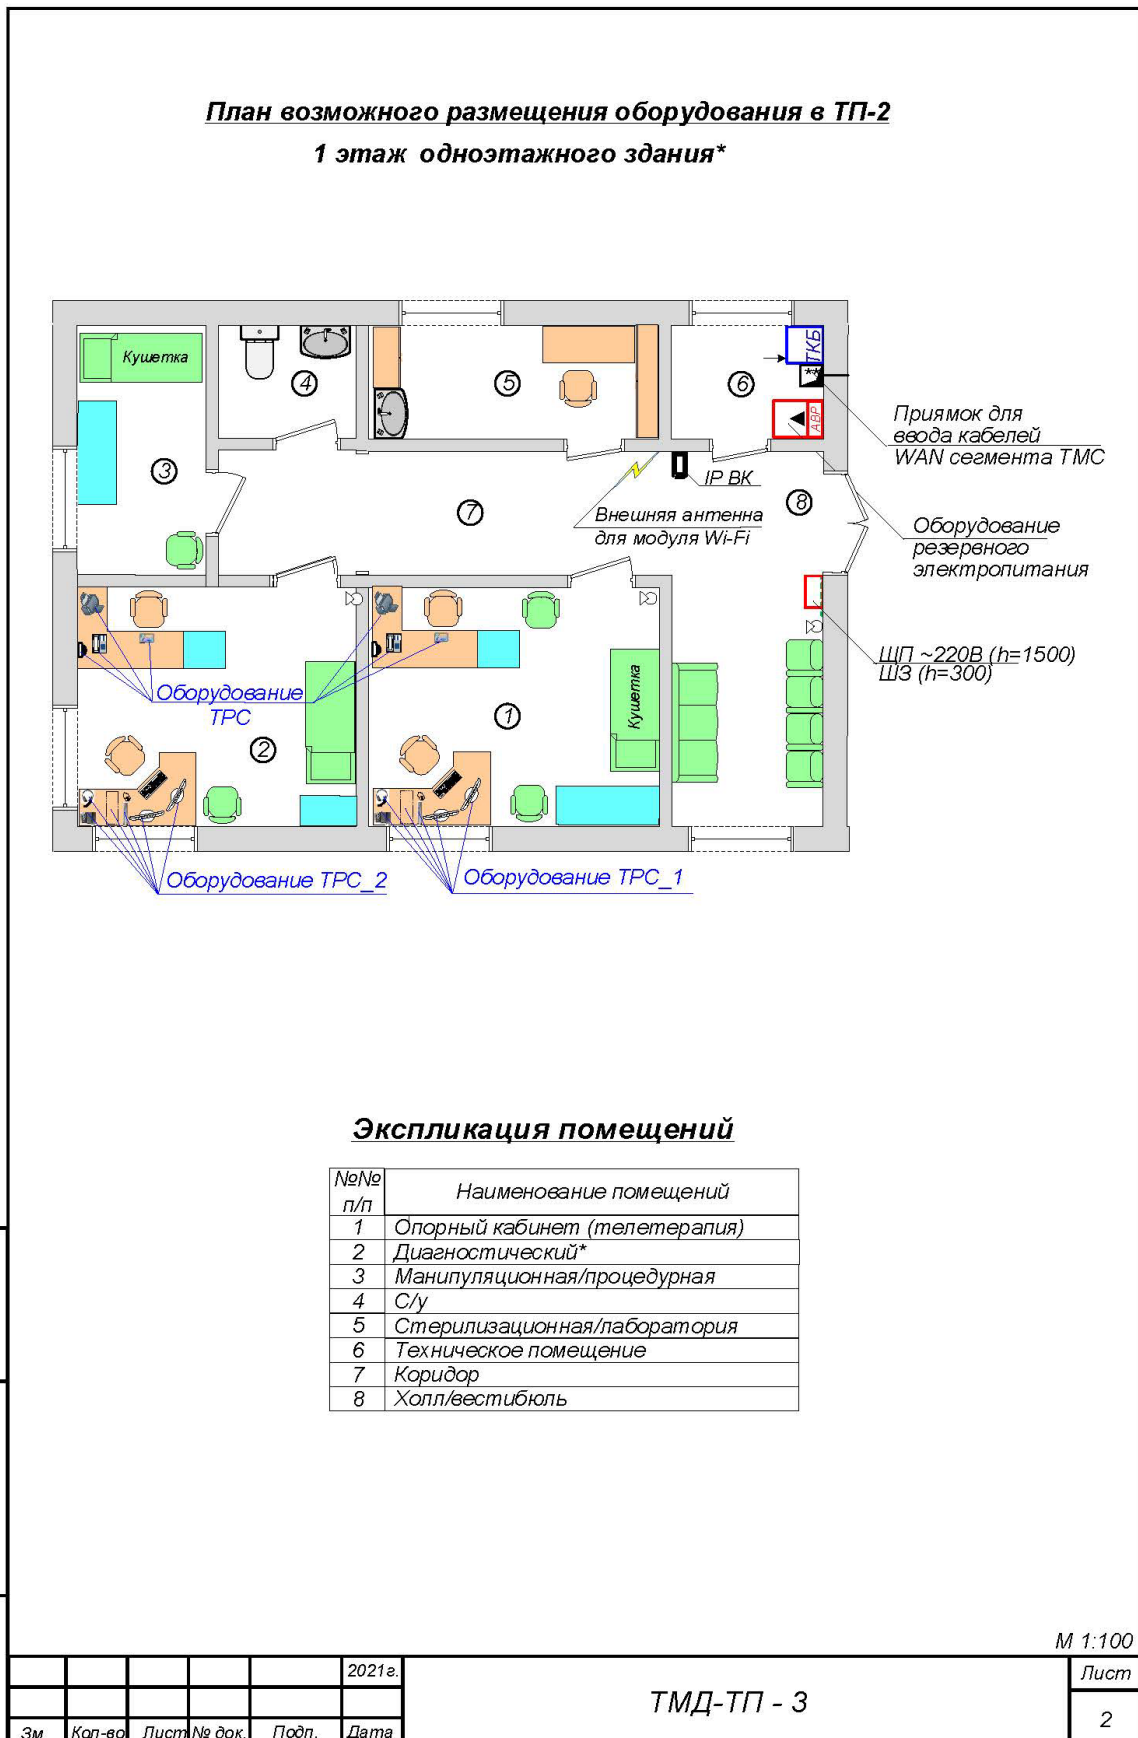 План возможного размещения оборудования в ТП-2
1 этаж одноэтажного здания*
Кушетка
4
5
6
ТКБ
**
АВР
3
7
8
IP ВК
Внешняя антенна
для модуля Wi-Fi
Приямок для
ввода кабелей
WAN сегмента ТМС
Оборудование
резервного
электропитания
ЩП ~220В (h=1500)
ШЗ (h=300)
Оборудование
ТРС
2
1
Кушетка
Оборудование ТРС_2
Оборудование ТРС_1
Экспликация помещений
№№ п/п Наименование помещений
1 Опорный кабинет (телетерапия)
2 Диагностический*
3 Манипуляционная/процедурная
4 С/у
5 Стерилизационная/лаборатория
6 Техническое помещение
7 Коридор
8 Холл/вестибюль
М 1:100
2021г.
Зм Кол-во Лист № док. Подп. Дата
ТМД-ТП - 3
Лист
2